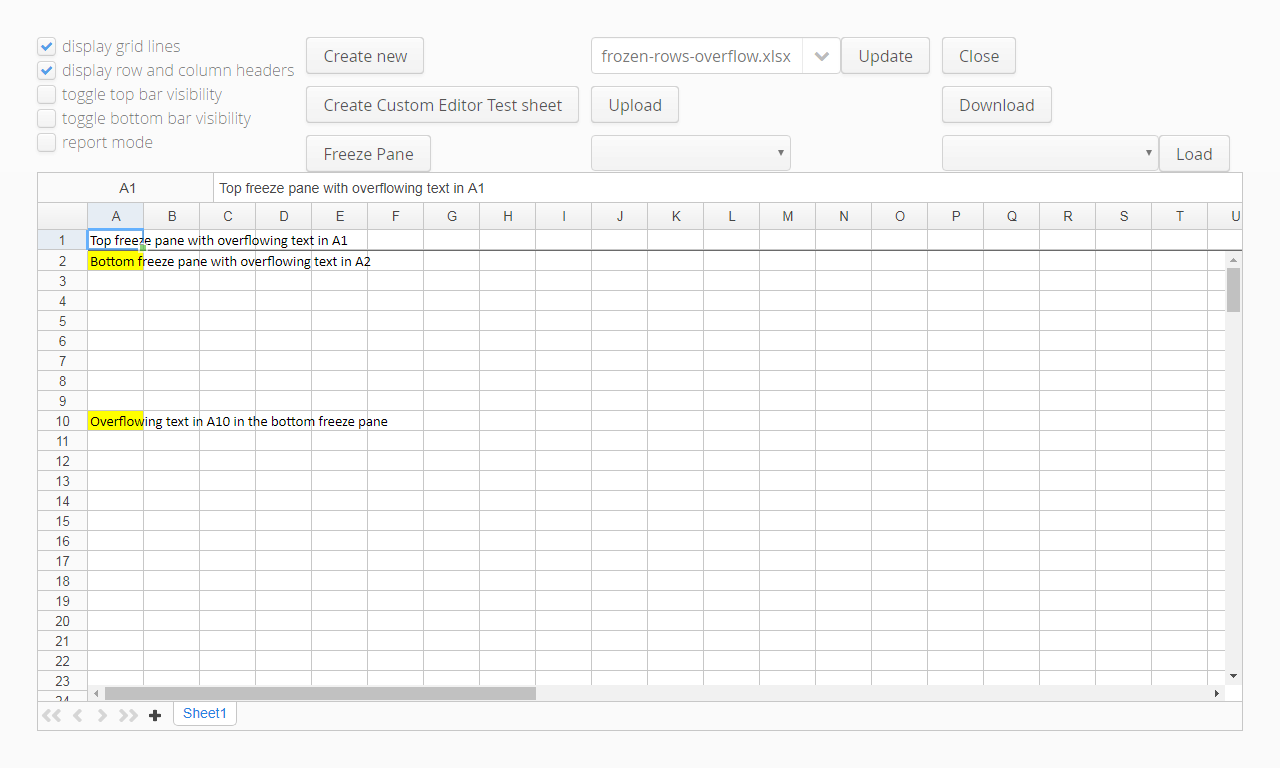 display grid lines
display row and column headers
toggle top bar visibility
toggle bottom bar visibility
report mode
Create new
frozen-rows-overflow.xlsx
Update
Close
Create Custom Editor Test sheet
Upload
Download
Freeze Pane
Load
A1
Top freeze pane with overflowing text in A1
A B C D E F G H I J K L M N O P Q R S T U
1 Top freeze pane with overflowing text in A1
2 Bottom freeze pane with overflowing text in A2
3
4
5
6
7
8
9
10 Overflowing text in A10 in the bottom freeze pane
11
12
13
14
15
16
17
18
19
20
21
22
23
24
Sheet1